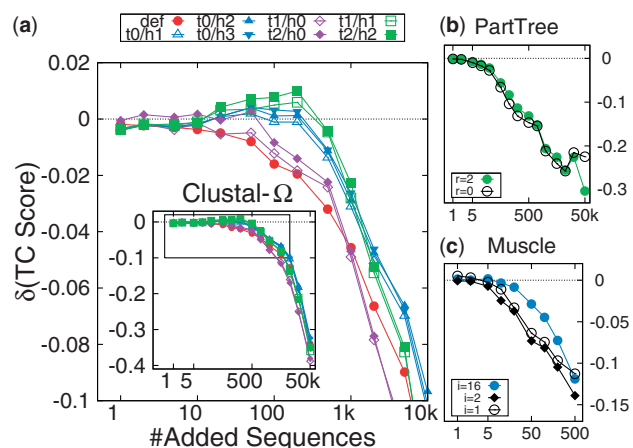 (a)
def t0/h2 t1/h0 t1/h1
t0/h1 t0/h3 t2/h0 t2/h2
0.02
0
-0.02
-0.04
-0.06
-0.08
-0.1
δ(TC Score)
1 10 100 1k 10k
#Added Sequences
Clustal-Ω
0
-0.1
-0.2
-0.3
-0.4
1 5 500 50k
(b) PartTree
0
-0.1
-0.2
-0.3
r=2
r=0
1 5 500 50k
(c) Muscle
0
-0.05
-0.1
-0.15
i=16
i=2
i=1
1 5 50 500